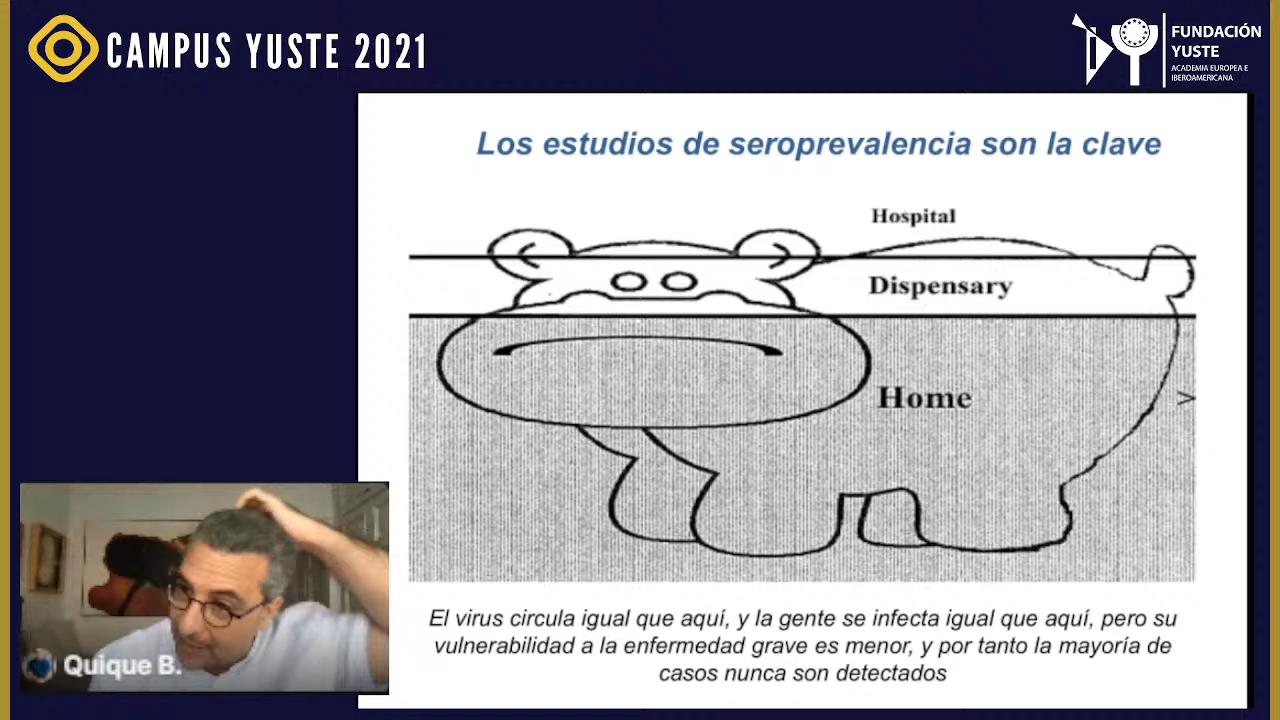 CAMPUS YUSTE 2021
FUNDACIÓN
YUSTE
ACADEMIA EUROPEA E
IBEROAMERICANA
Los estudios de seroprevalencia son la clave
Hospital
Dispensary
Home
>
El virus circula igual que aquí, y la gente se infecta igual que aquí, pero su
vulnerabilidad a la enfermedad grave es menor, y por tanto la mayoría de
casos nunca son detectados
Quique B.